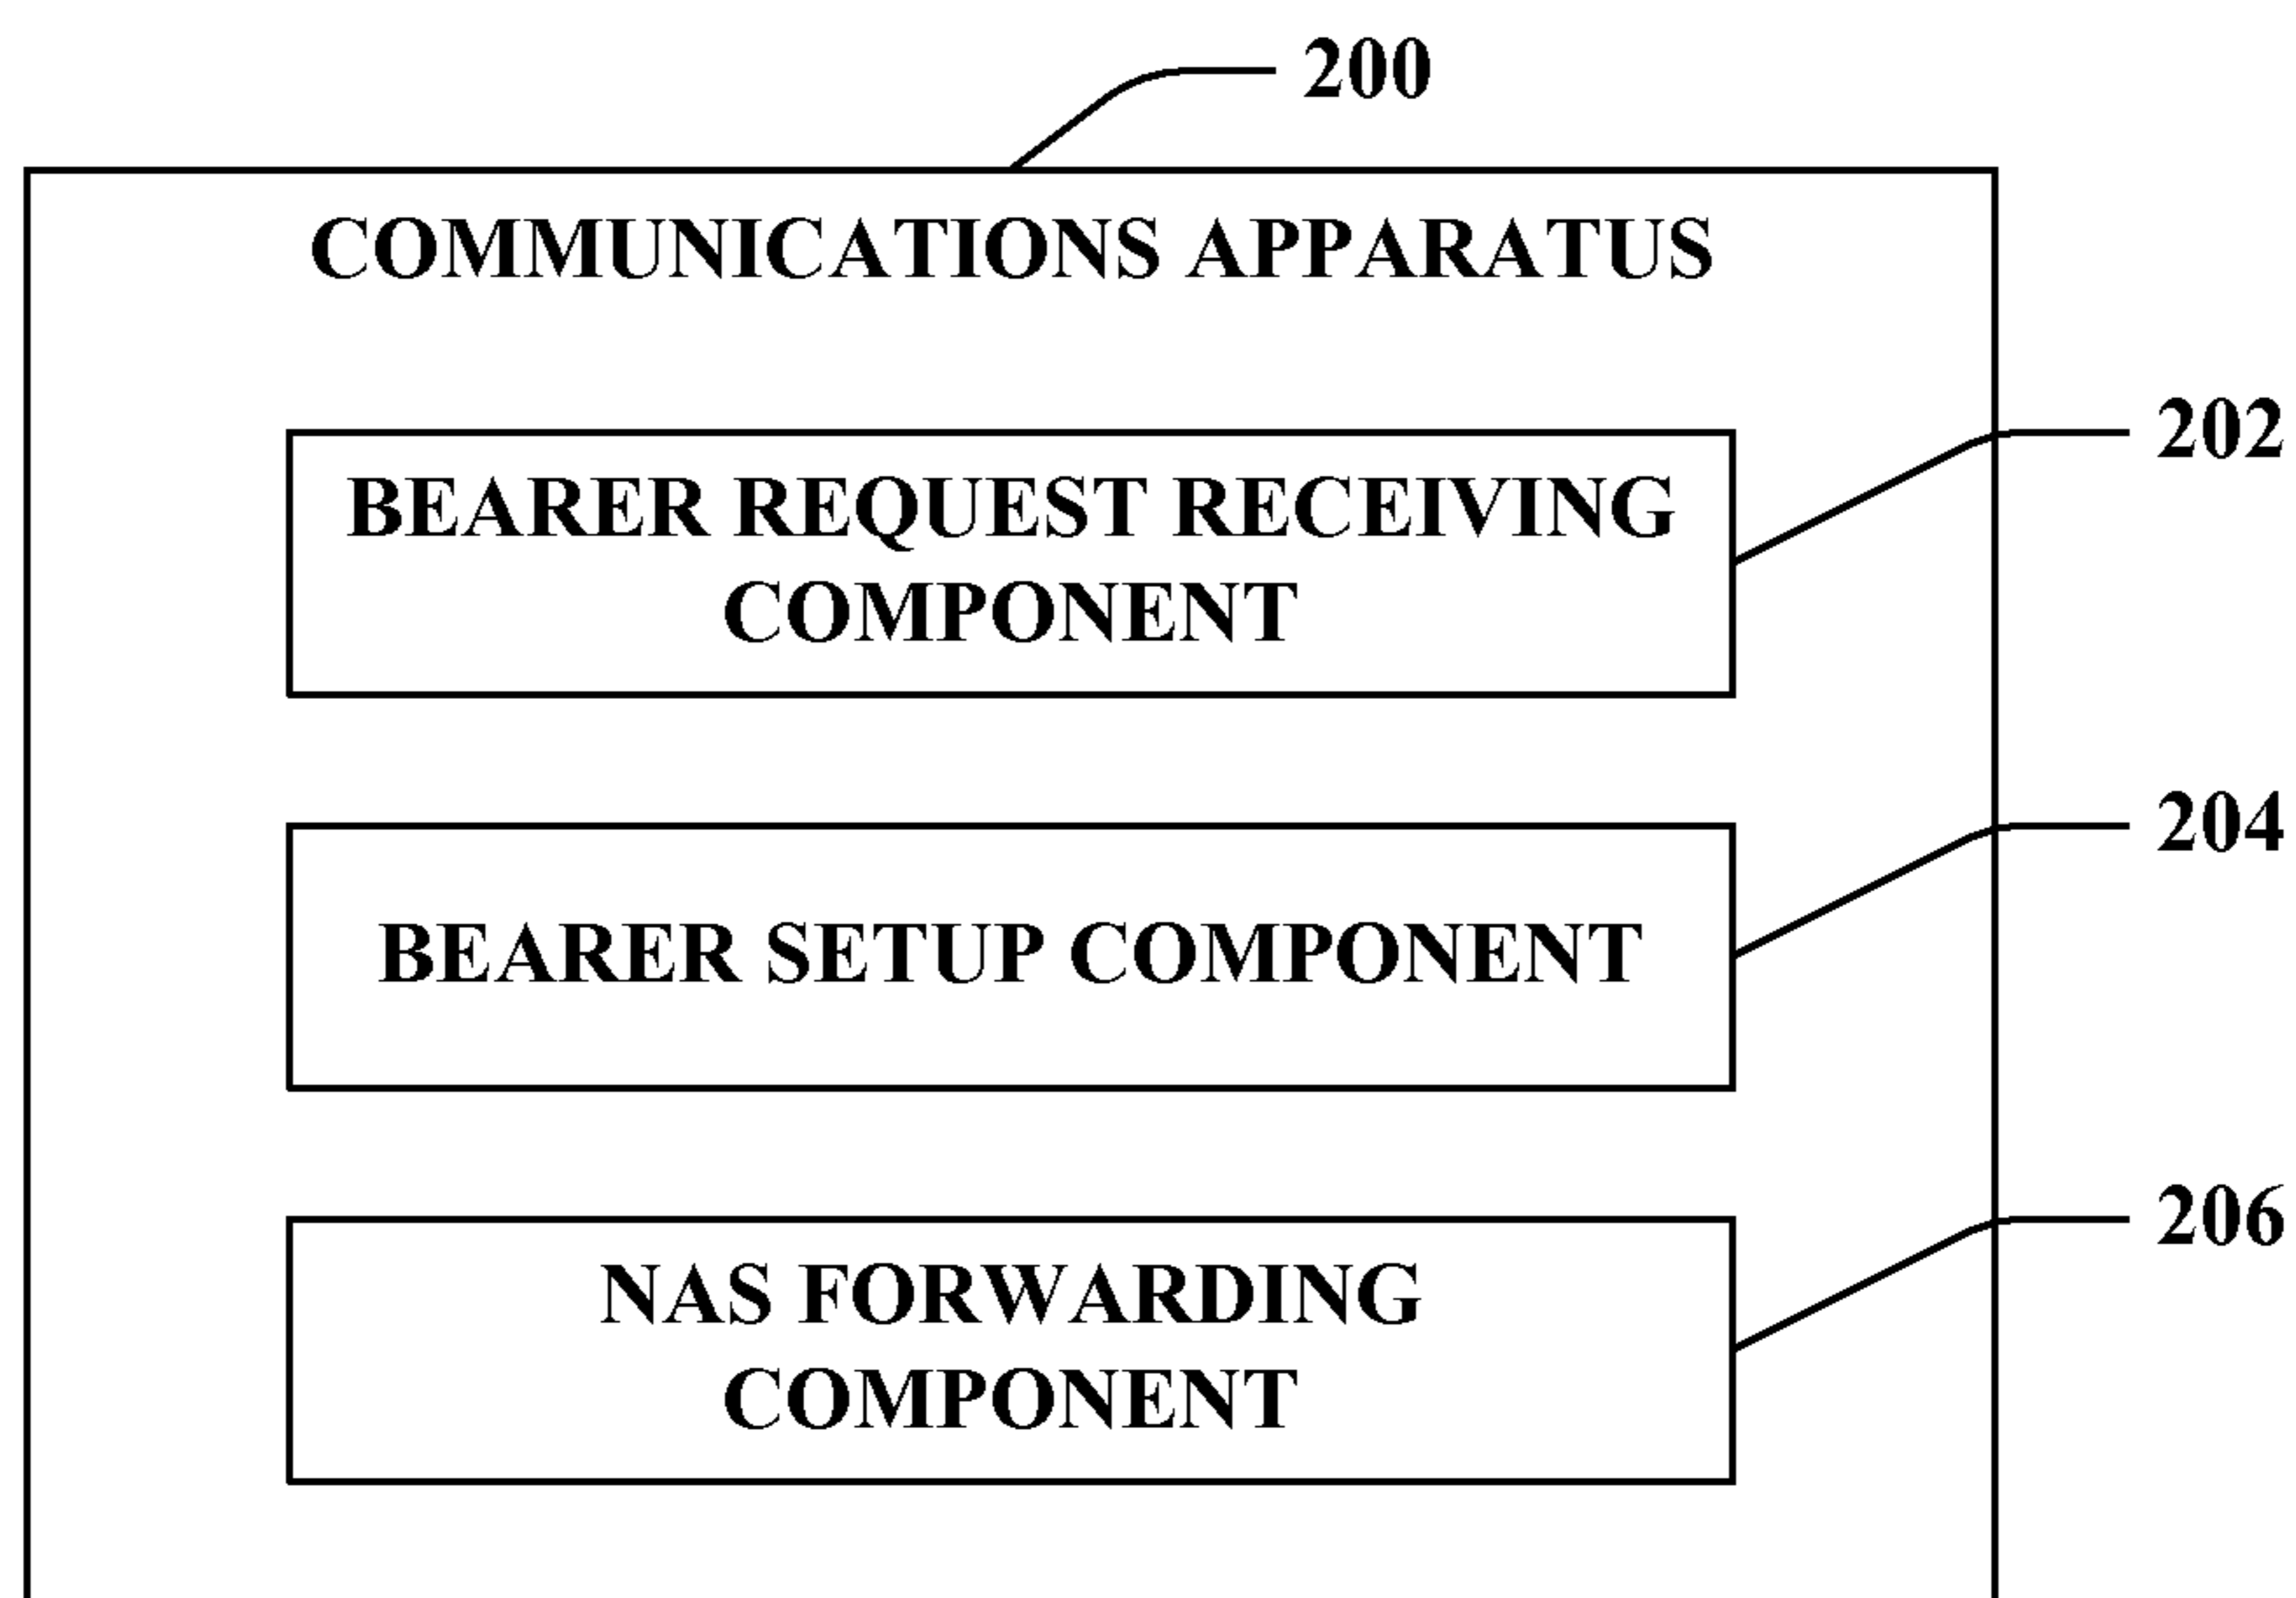 200
COMMUNICATIONS APPARATUS
202
BEARER REQUEST RECEIVING
COMPONENT
204
BEARER SETUP COMPONENT
206
NAS FORWARDING
COMPONENT